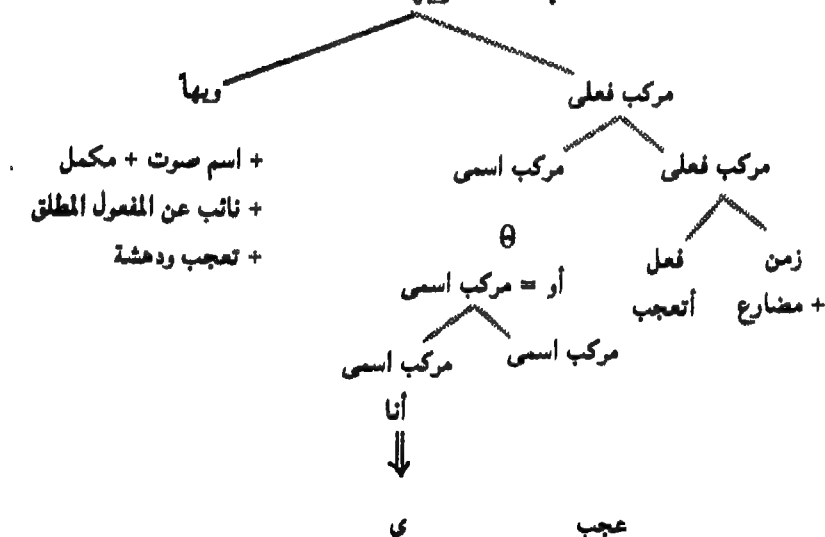 مركب فعلى ويهاً
مركب فعلى مركب اسمى + اسم صوت + مكمل
+ نائب عن المفعول المطلق
θ
زمن فعل + تعجب ودهشة
أو = مركب اسمى
+ مضارع أتعجب
مركب اسمى مركب اسمى
أنا
عجب ى